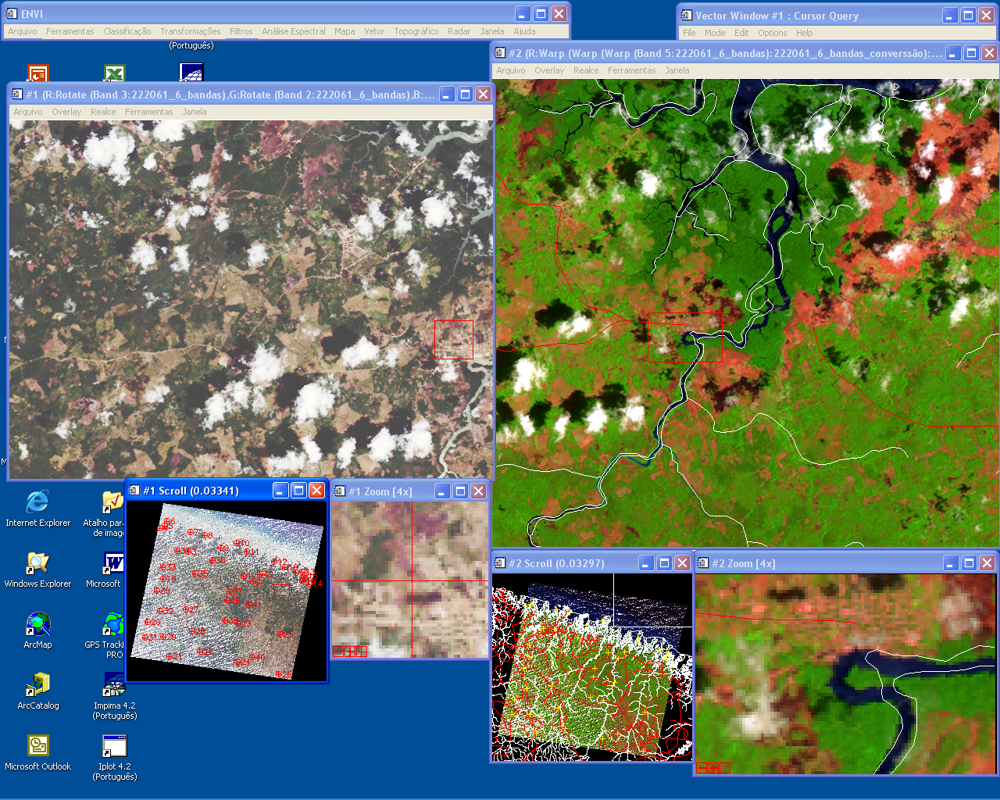 ENVI
Arquivo Ferramentas Classificação Transformações Filtros Análise Espectral Mapa Vetor Topográfico Radar Janela Ajuda
(Português)
Vector Window #1 : Cursor Query
File Mode Edit Options Help
#2 (R:Warp (Warp (Warp (Band 5:222061_6_bandas):222061_6_bandas_converssão):...
Arquivo Overlay Realce Ferramentas Janela
#1 (R:Rotate (Band 3:222061_6_bandas),G:Rotate (Band 2:222061_6_bandas),B:...
Arquivo Overlay Realce Ferramentas Janela
#1 Scroll (0.03341)
#1 Zoom [4x]
#2 Scroll (0.03297)
#2 Zoom [4x]
Internet Explorer
Atalho par
de imag
Windows Explorer
Microsoft
ArcMap
GPS Track
PRO
ArcCatalog
Impima 4.2
(Português)
Microsoft Outlook
Iplot 4.2
(Português)